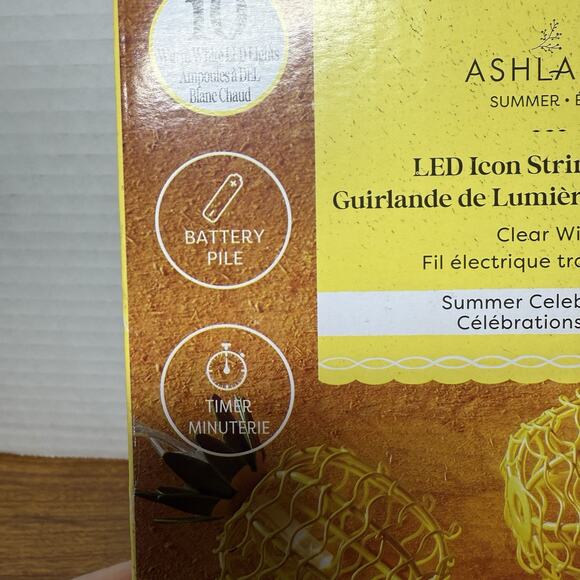 10
Warm White LED Lights
Ampoules à DEL
Blanc Chaud
BATTERY
PILE
TIMER
MINUTERIE
ASHLA
SUMMER • É
LED Icon Strin
Guirlande de Lumièr
Clear Wi
Fil électrique tra
Summer Celeb
Célébrations